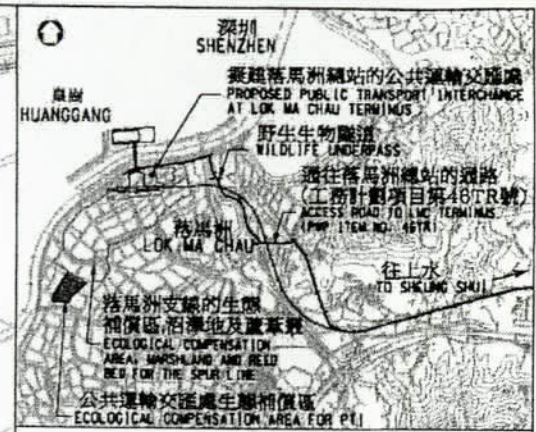 深圳
SHENZHEN
皇崗
HUANGGANG
擬建落馬洲總站的公共運輸交匯處
PROPOSED PUBLIC TRANSPORT INTERCHANGE
AT LOK MA CHAU TERMINUS
野生生物隧道
WILDLIFE UNDERPASS
通往落馬洲總站的通路
(工務計劃項目第46TR號)
ACCESS ROAD TO LMC TERMINUS
(PWP ITEM NO. 46TR)
落馬洲
LOK MA CHAU
往上水
TO SHEUNG SHUI
落馬洲支線的生態
補償區,沼澤地及蘆葦叢
ECOLOGICAL COMPENSATION
AREA, MARSHLAND AND REED
BED FOR THE SPUR LINE
公共運輸交匯處生態補償區
ECOLOGICAL COMPENSATION AREA FOR PTI